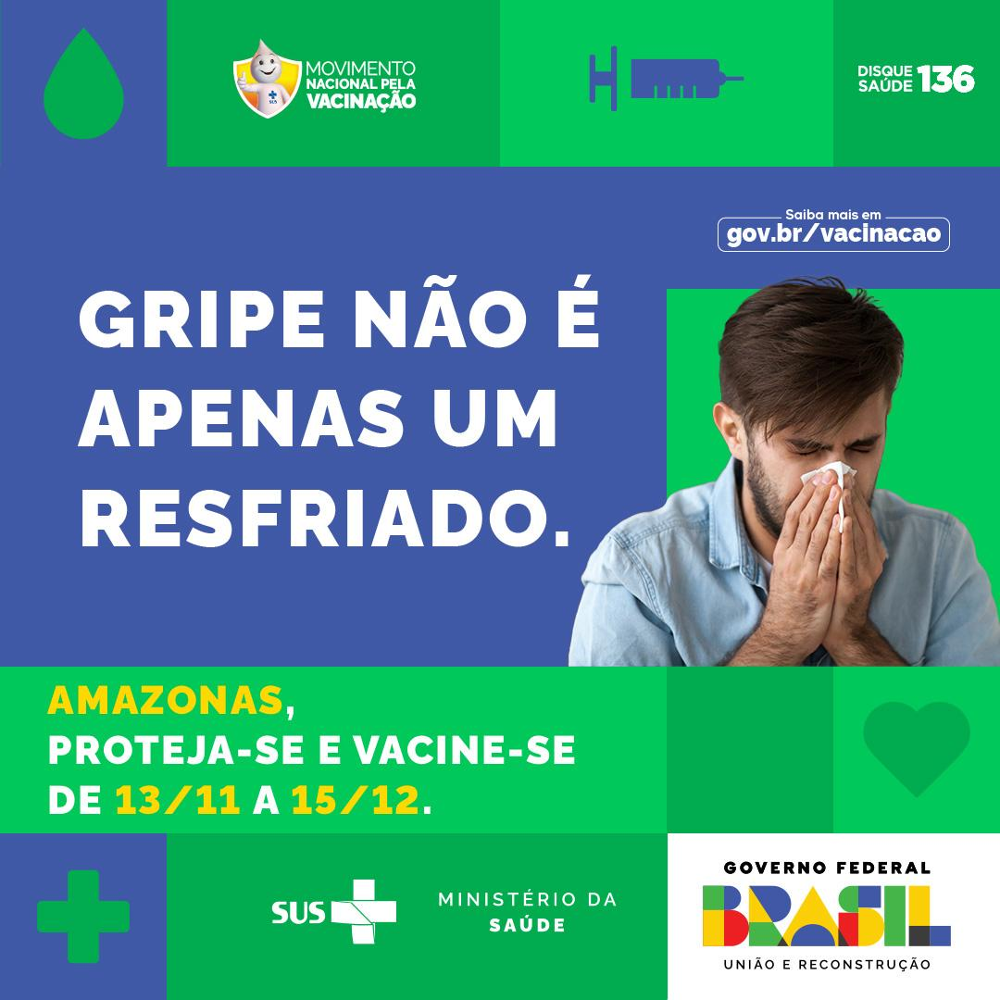 MOVIMENTO
NACIONAL PELA
VACINAÇÃO
SUS
DISQUE
SAÚDE 136
Saiba mais em
gov.br/vacinacao
GRIPE NÃO É
APENAS UM
RESFRIADO.
AMAZONAS,
PROTEJA-SE E VACINE-SE
DE 13/11 A 15/12.
SUS
MINISTÉRIO DA
SAÚDE
GOVERNO FEDERAL
BRASIL
UNIÃO E RECONSTRUÇÃO